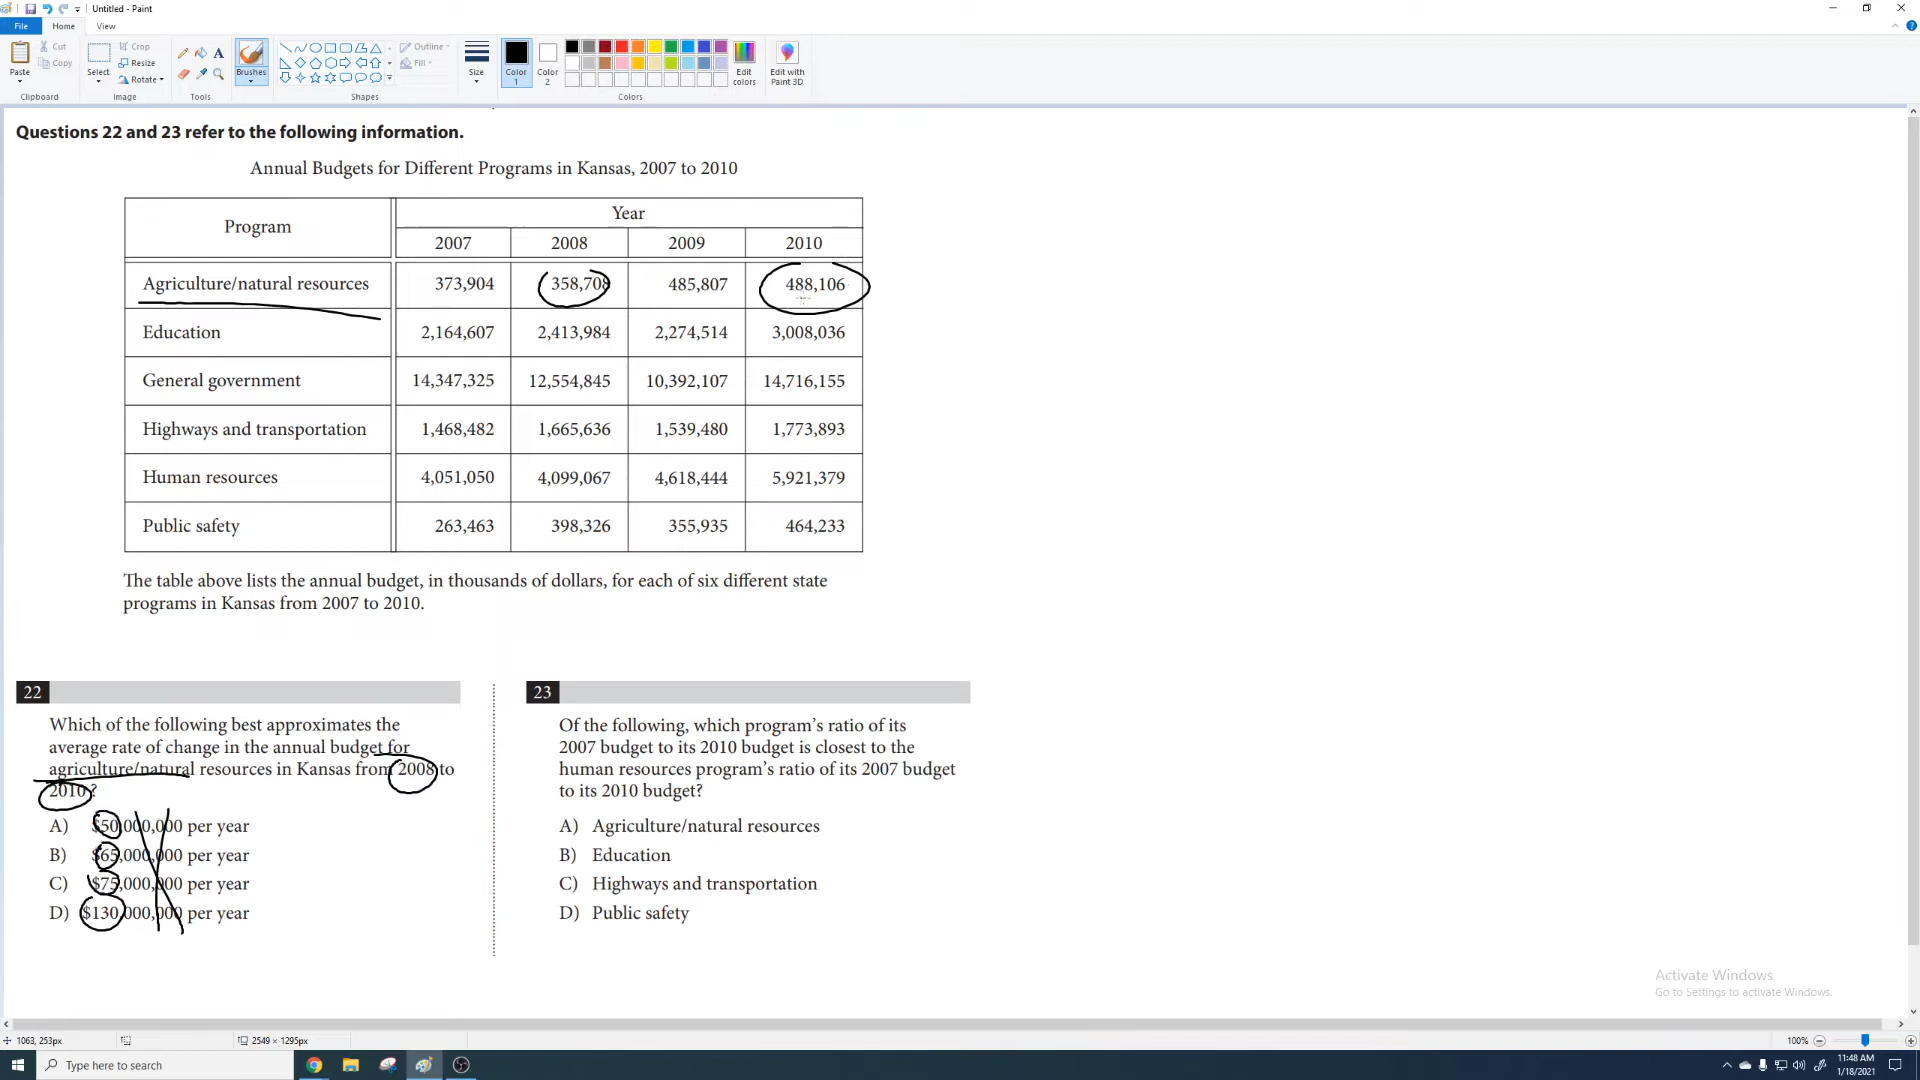 Untitled - Paint
File
Home
View
Paste
Cut
Copy
Clipboard
Select
Crop
Resize
Rotate
Image
Tools
Brushes
Outline
Fill
Shapes
Size
Color 1
Color 2
Edit colors
Edit with Paint 3D
Colors
Questions 22 and 23 refer to the following information.
Annual Budgets for Different Programs in Kansas, 2007 to 2010
Program
Year
2007 2008 2009 2010
Agriculture/natural resources 373,904 358,708 485,807 488,106
Education 2,164,607 2,413,984 2,274,514 3,008,036
General government 14,347,325 12,554,845 10,392,107 14,716,155
Highways and transportation 1,468,482 1,665,636 1,539,480 1,773,893
Human resources 4,051,050 4,099,067 4,618,444 5,921,379
Public safety 263,463 398,326 355,935 464,233
The table above lists the annual budget, in thousands of dollars, for each of six different state
programs in Kansas from 2007 to 2010.
22
Which of the following best approximates the
average rate of change in the annual budget for
agriculture/natural resources in Kansas from 2008 to
2010 ?
A) $50,000,000 per year
B) $65,000,000 per year
C) $75,000,000 per year
D) $130,000,000 per year
23
Of the following, which program's ratio of its
2007 budget to its 2010 budget is closest to the
human resources program's ratio of its 2007 budget
to its 2010 budget?
A) Agriculture/natural resources
B) Education
C) Highways and transportation
D) Public safety
Activate Windows
Go to Settings to activate Windows.
1063, 253px
2549 × 1295px
100%
Type here to search
11:48 AM
1/18/2021